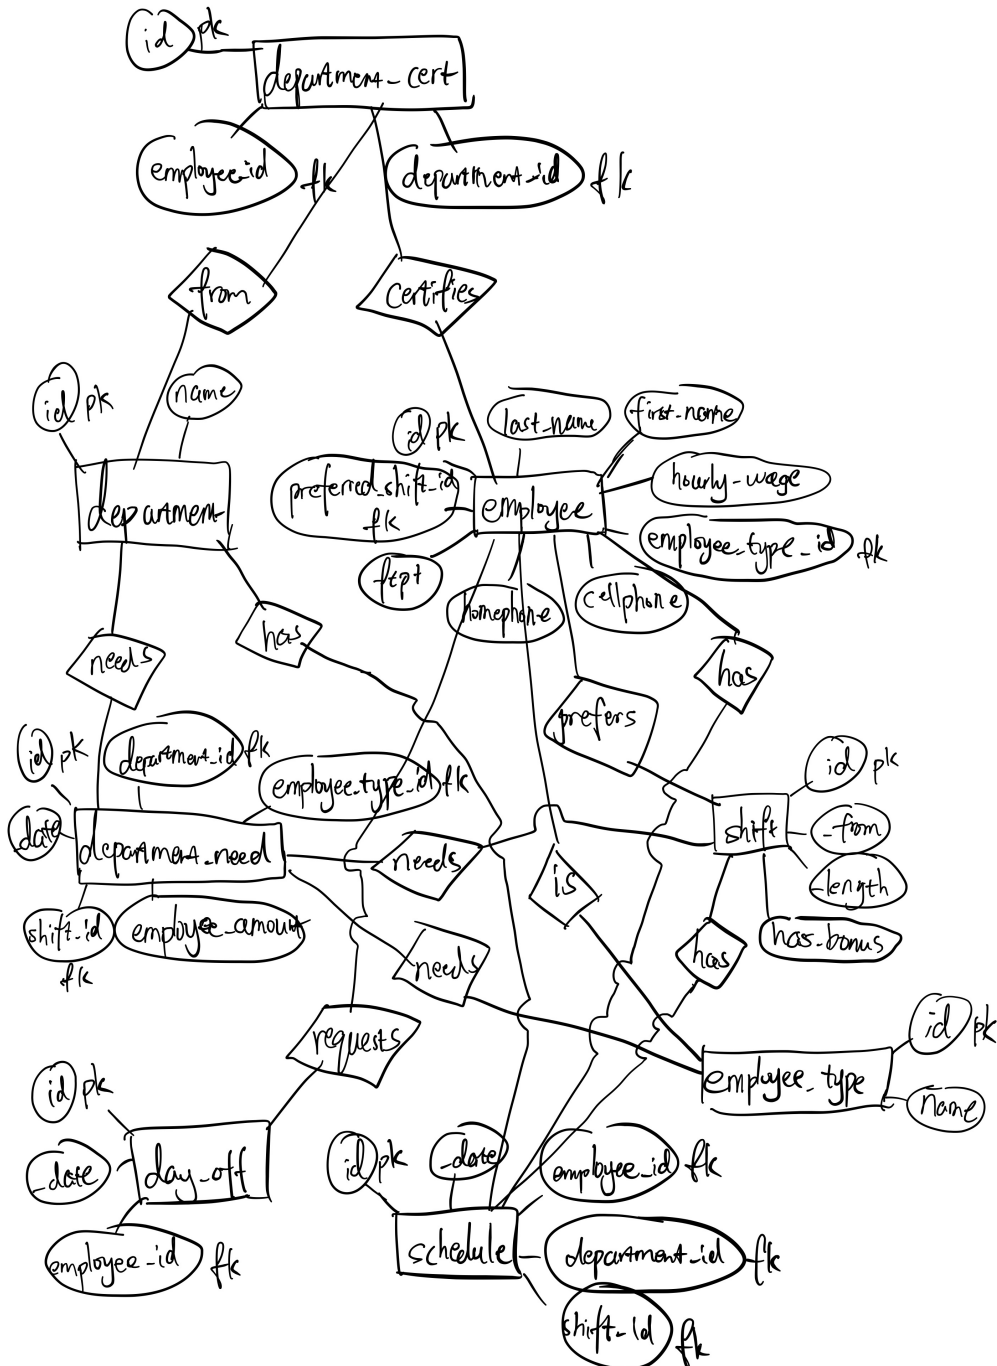 id pk
department_cert
employee_id fk
department_id fk
from
certifies
id pk
name
department
id pk
last_name
first_name
preferred_shift_id
fk
employee
hourly_wage
employee_type_id fk
ftpt
homephone
cellphone
needs
has
has
prefers
id pk
department_id fk
employee_type_id fk
_date
department_need
shift_id
fk
employee_amount
needs
needs
is
shift
id pk
_from
_length
has_bonus
has
requests
employee_type
id pk
name
id pk
_date
day_off
employee_id fk
id pk
_date
employee_id fk
schedule
department_id fk
shift_id fk